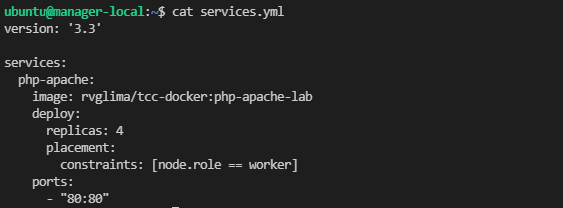 ubuntu@manager-local:~$ cat services.yml
version: '3.3'

services:
  php-apache:
    image: rvglima/tcc-docker:php-apache-lab
    deploy:
      replicas: 4
      placement:
        constraints: [node.role == worker]
    ports:
      - "80:80"